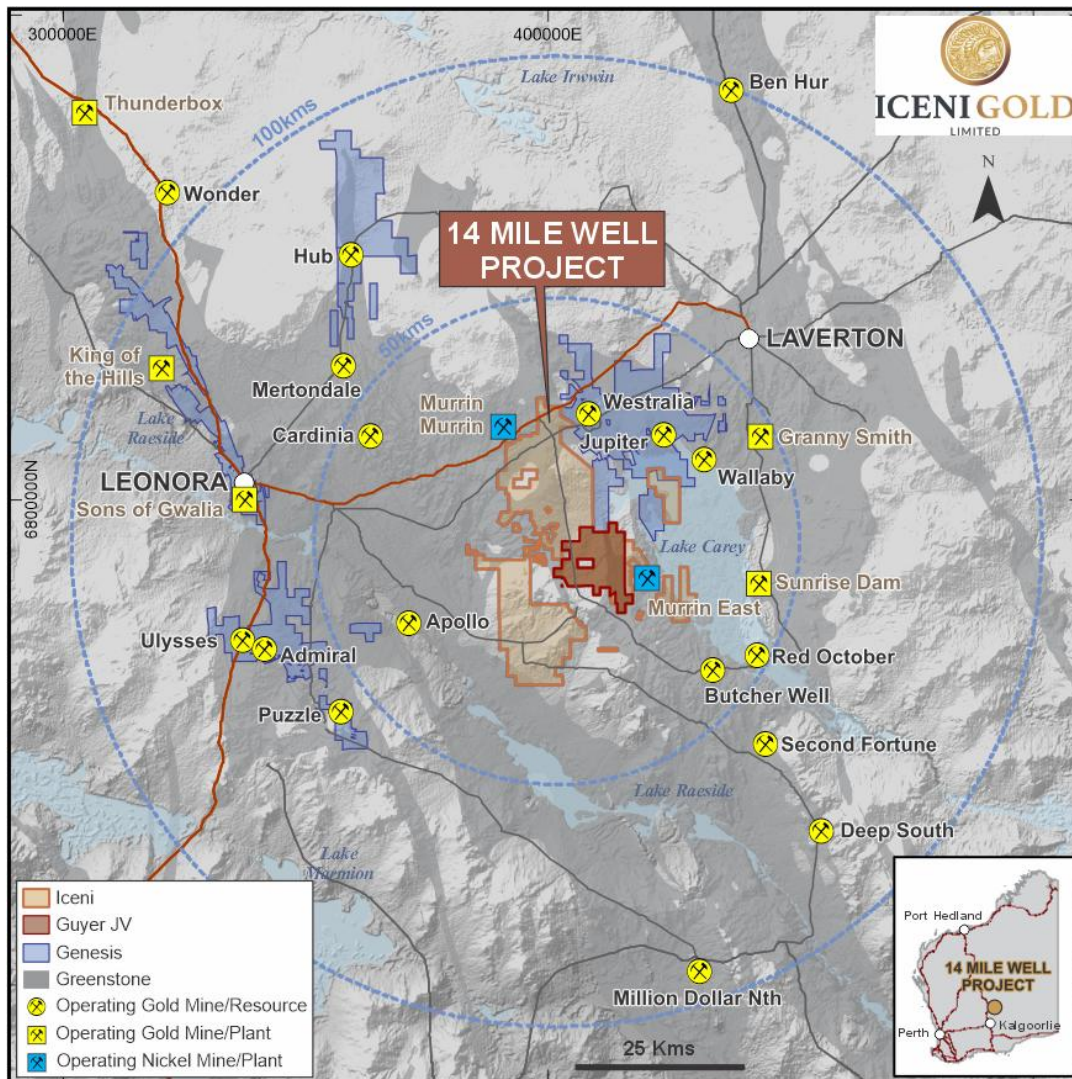 300000E
400000E
6800000N
ICENI GOLD
LIMITED
N
Lake Irwwin
Ben Hur
Thunderbox
100kms
Wonder
14 MILE WELL
PROJECT
Hub
50kms
LAVERTON
King of
the Hills
Mertondale
Murrin
Murrin
Westralia
Lake
Raeside
Cardinia
Jupiter
Granny Smith
Wallaby
LEONORA
Sons of Gwalia
Lake Carey
Sunrise Dam
Murrin East
Apollo
Ulysses
Admiral
Red October
Butcher Well
Puzzle
Second Fortune
Lake Raeside
Deep South
Lake
Marmion
Million Dollar Nth
25 Kms
Iceni
Guyer JV
Genesis
Greenstone
Operating Gold Mine/Resource
Operating Gold Mine/Plant
Operating Nickel Mine/Plant
Port Hedland
14 MILE WELL
PROJECT
Perth
Kalgoorlie